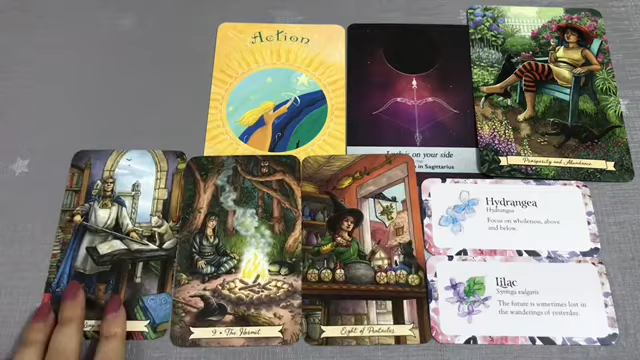 Action
Luck is on your side
in Sagittarius
Prosperity and Abundance
9 • The Hermit
Eight of Pentacles
Hydrangea
Hydrangea
Focus on wholeness, above
and below.
Lilac
Syringa vulgaris
The future is sometimes lost in
the wanderings of yesterday.